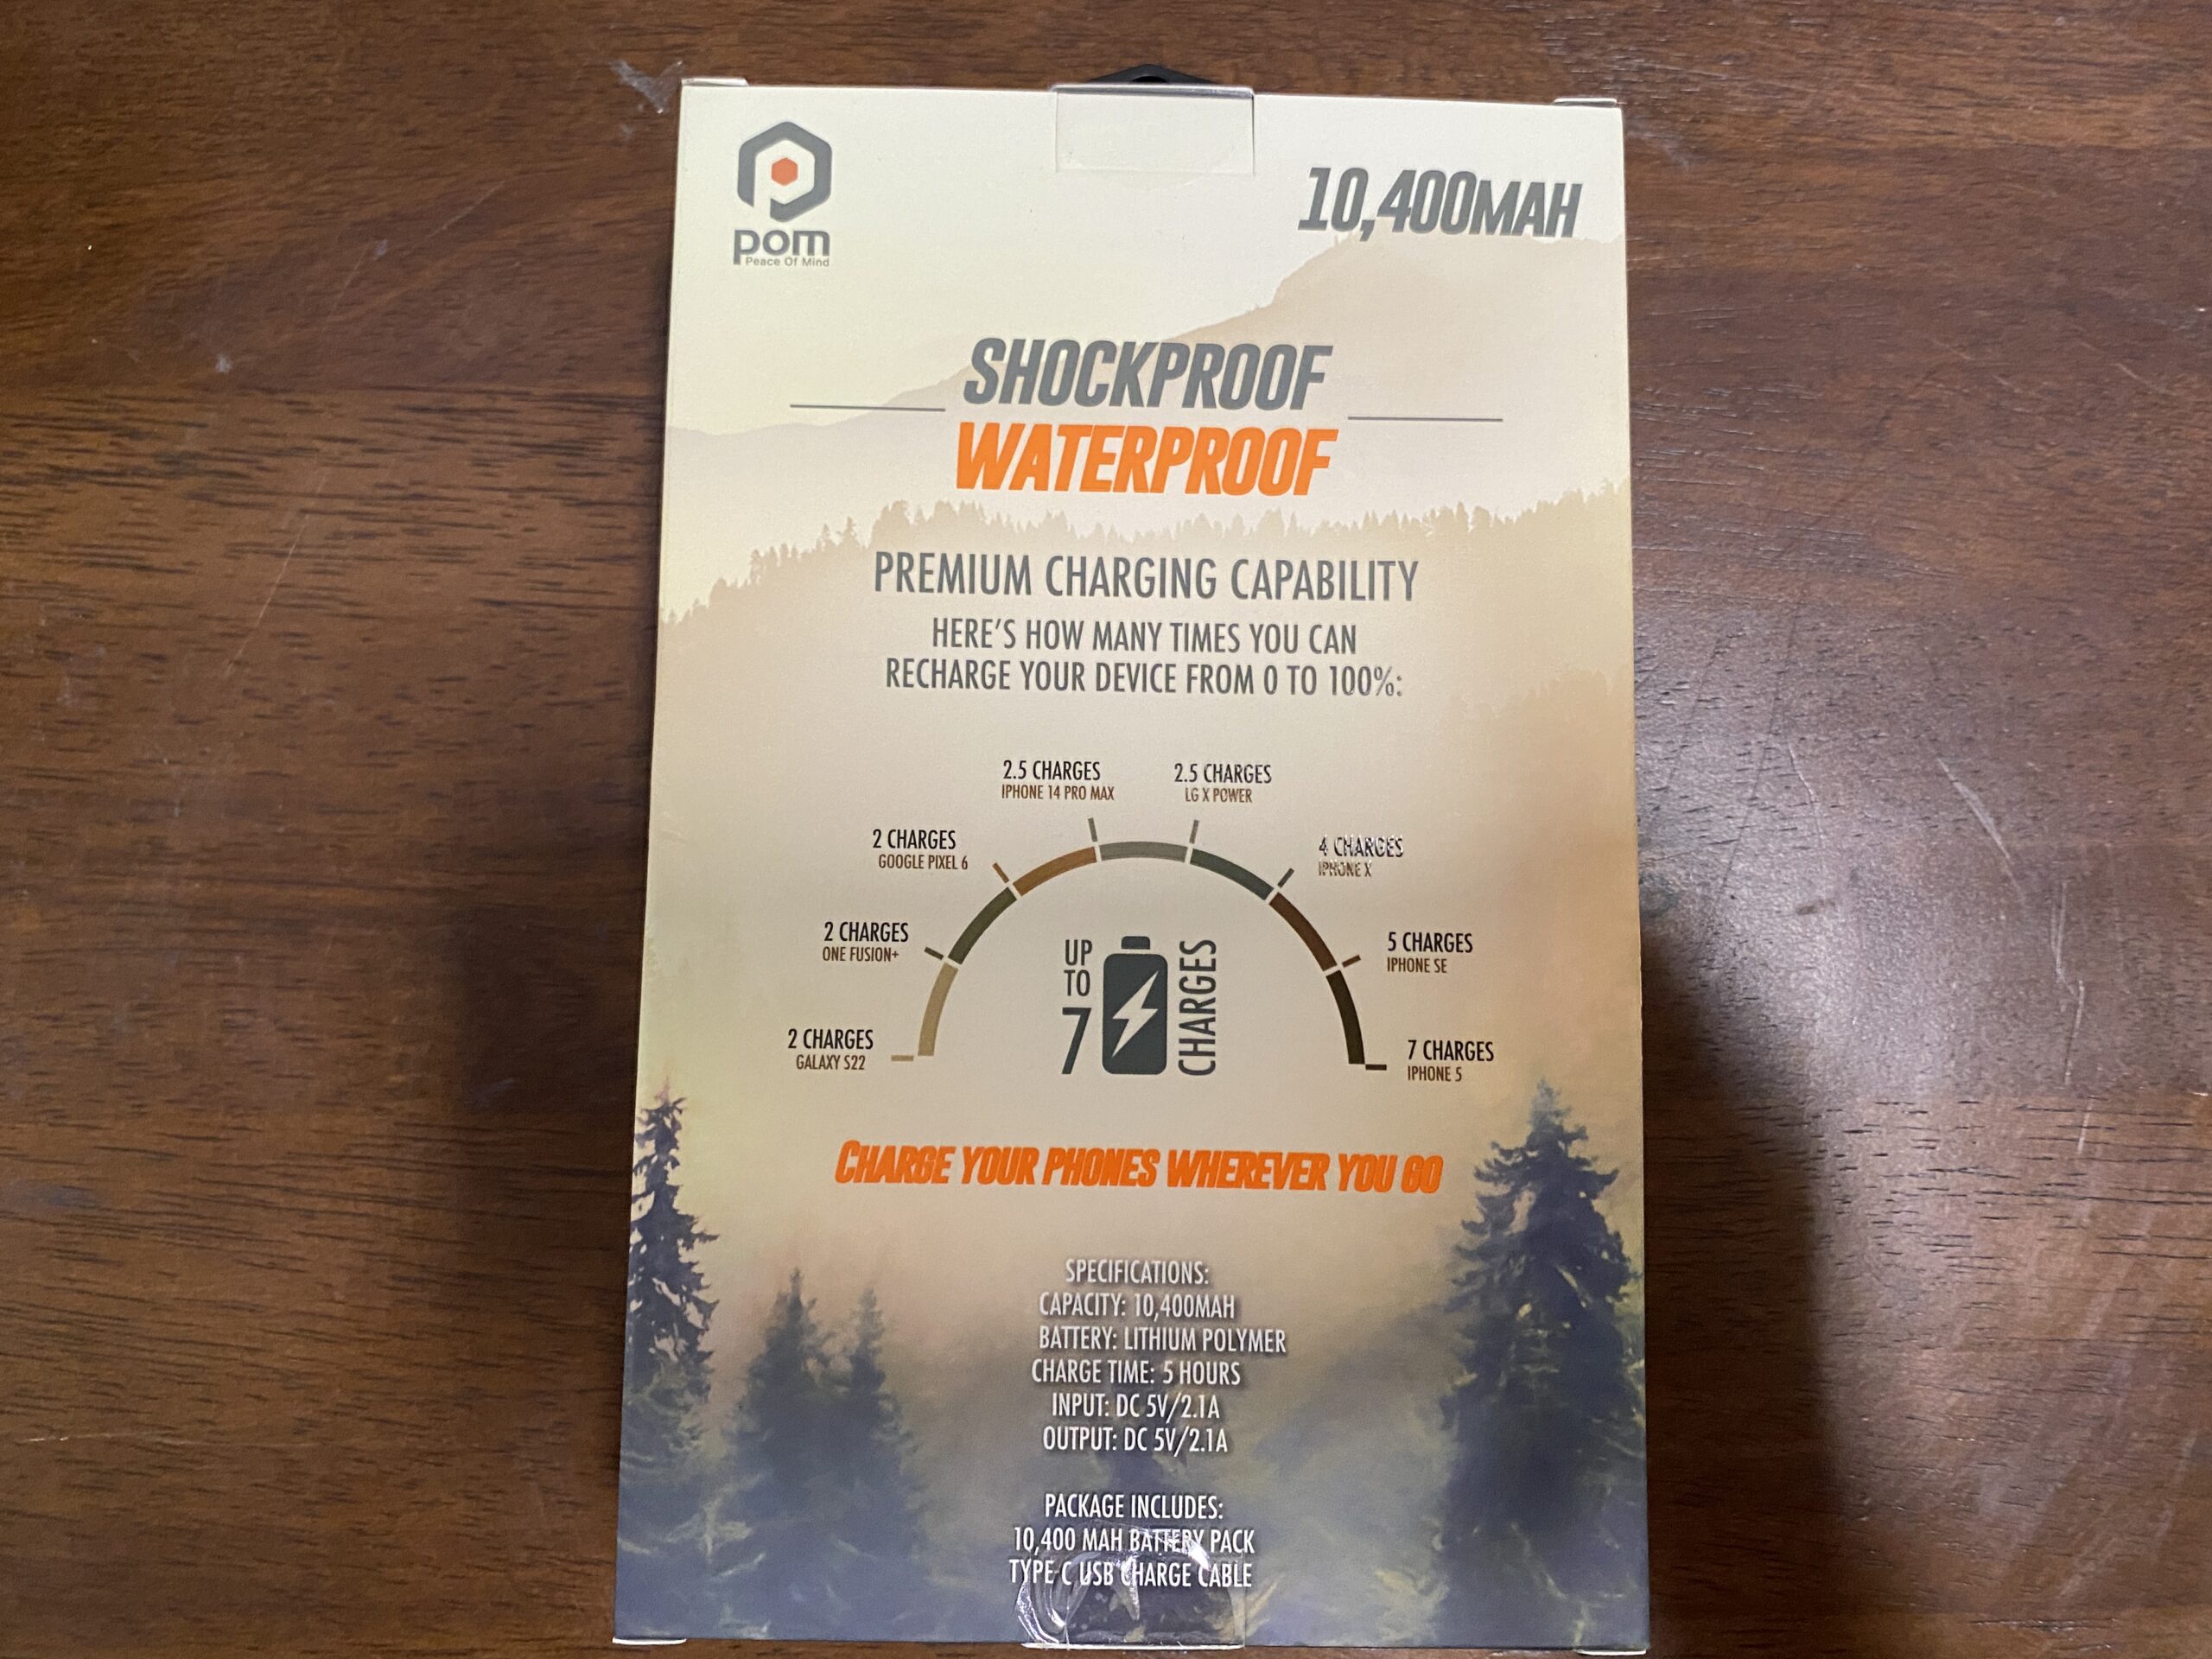 pom
Peace Of Mind
10,400MAH
SHOCKPROOF
WATERPROOF
PREMIUM CHARGING CAPABILITY
HERE'S HOW MANY TIMES YOU CAN
RECHARGE YOUR DEVICE FROM 0 TO 100%:
2.5 CHARGES
IPHONE 14 PRO MAX
2.5 CHARGES
LG X POWER
2 CHARGES
GOOGLE PIXEL 6
4 CHARGES
IPHONE X
2 CHARGES
ONE FUSION+
5 CHARGES
IPHONE SE
2 CHARGES
GALAXY S22
7 CHARGES
IPHONE 5
UP
TO
7
CHARGES
CHARGE YOUR PHONES WHEREVER YOU GO
SPECIFICATIONS:
CAPACITY: 10,400MAH
BATTERY: LITHIUM POLYMER
CHARGE TIME: 5 HOURS
INPUT: DC 5V/2.1A
OUTPUT: DC 5V/2.1A
PACKAGE INCLUDES:
10,400 MAH BATTERY PACK
TYPE-C USB CHARGE CABLE